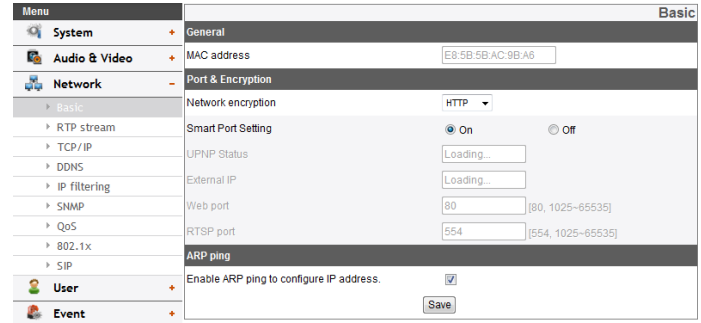 Menu
Basic
System +
General
Audio & Video +
MAC address E8:5B:5B:AC:9B:A6
Network -
Port & Encryption
Basic
Network encryption HTTP
RTP stream
Smart Port Setting On Off
TCP/IP
UPNP Status Loading...
DDNS
External IP Loading...
IP filtering
SNMP
Web port 80 [80, 1025~65535]
QoS
RTSP port 554 [554, 1025~65535]
802.1x
ARP ping
SIP
Enable ARP ping to configure IP address.
User +
Save
Event +